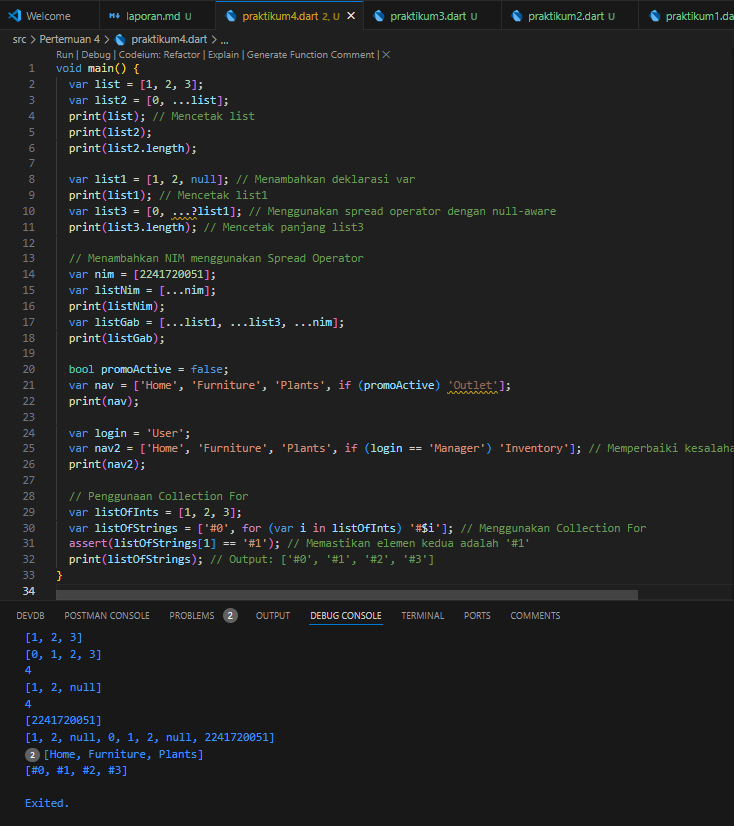 Welcome laporan.md U praktikum4.dart 2, U praktikum3.dart U praktikum2.dart U praktikum1.da
src > Pertemuan 4 > praktikum4.dart > ...
Run | Debug | Codeium: Refactor | Explain | Generate Function Comment | ×
1 void main() {
2 var list = [1, 2, 3];
3 var list2 = [0, ...list];
4 print(list); // Mencetak list
5 print(list2);
6 print(list2.length);
7
8 var list1 = [1, 2, null]; // Menambahkan deklarasi var
9 print(list1); // Mencetak list1
10 var list3 = [0, ...?list1]; // Menggunakan spread operator dengan null-aware
11 print(list3.length); // Mencetak panjang list3
12
13 // Menambahkan NIM menggunakan Spread Operator
14 var nim = [2241720051];
15 var listNim = [...nim];
16 print(listNim);
17 var listGab = [...list1, ...list3, ...nim];
18 print(listGab);
19
20 bool promoActive = false;
21 var nav = ['Home', 'Furniture', 'Plants', if (promoActive) 'Outlet'];
22 print(nav);
23
24 var login = 'User';
25 var nav2 = ['Home', 'Furniture', 'Plants', if (login == 'Manager') 'Inventory']; // Memperbaiki kesalaha
26 print(nav2);
27
28 // Penggunaan Collection For
29 var listOfInts = [1, 2, 3];
30 var listOfStrings = ['#0', for (var i in listOfInts) '#$i']; // Menggunakan Collection For
31 assert(listOfStrings[1] == '#1'); // Memastikan elemen kedua adalah '#1'
32 print(listOfStrings); // Output: ['#0', '#1', '#2', '#3']
33 }
34
DEVDB POSTMAN CONSOLE PROBLEMS 2 OUTPUT DEBUG CONSOLE TERMINAL PORTS COMMENTS
[1, 2, 3]
[0, 1, 2, 3]
4
[1, 2, null]
4
[2241720051]
[1, 2, null, 0, 1, 2, null, 2241720051]
2 [Home, Furniture, Plants]
[#0, #1, #2, #3]
Exited.